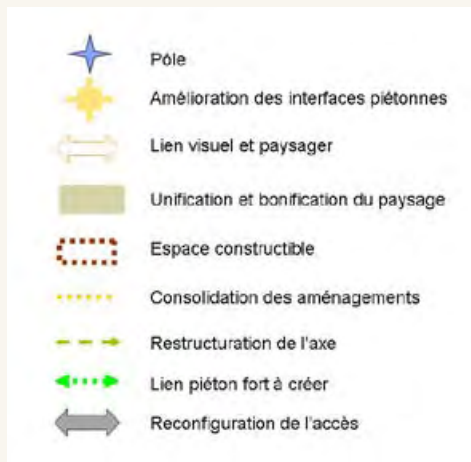 Pôle
Amélioration des interfaces piétonnes
Lien visuel et paysager
Unification et bonification du paysage
Espace constructible
Consolidation des aménagements
Restructuration de l'axe
Lien piéton fort à créer
Reconfiguration de l'accès